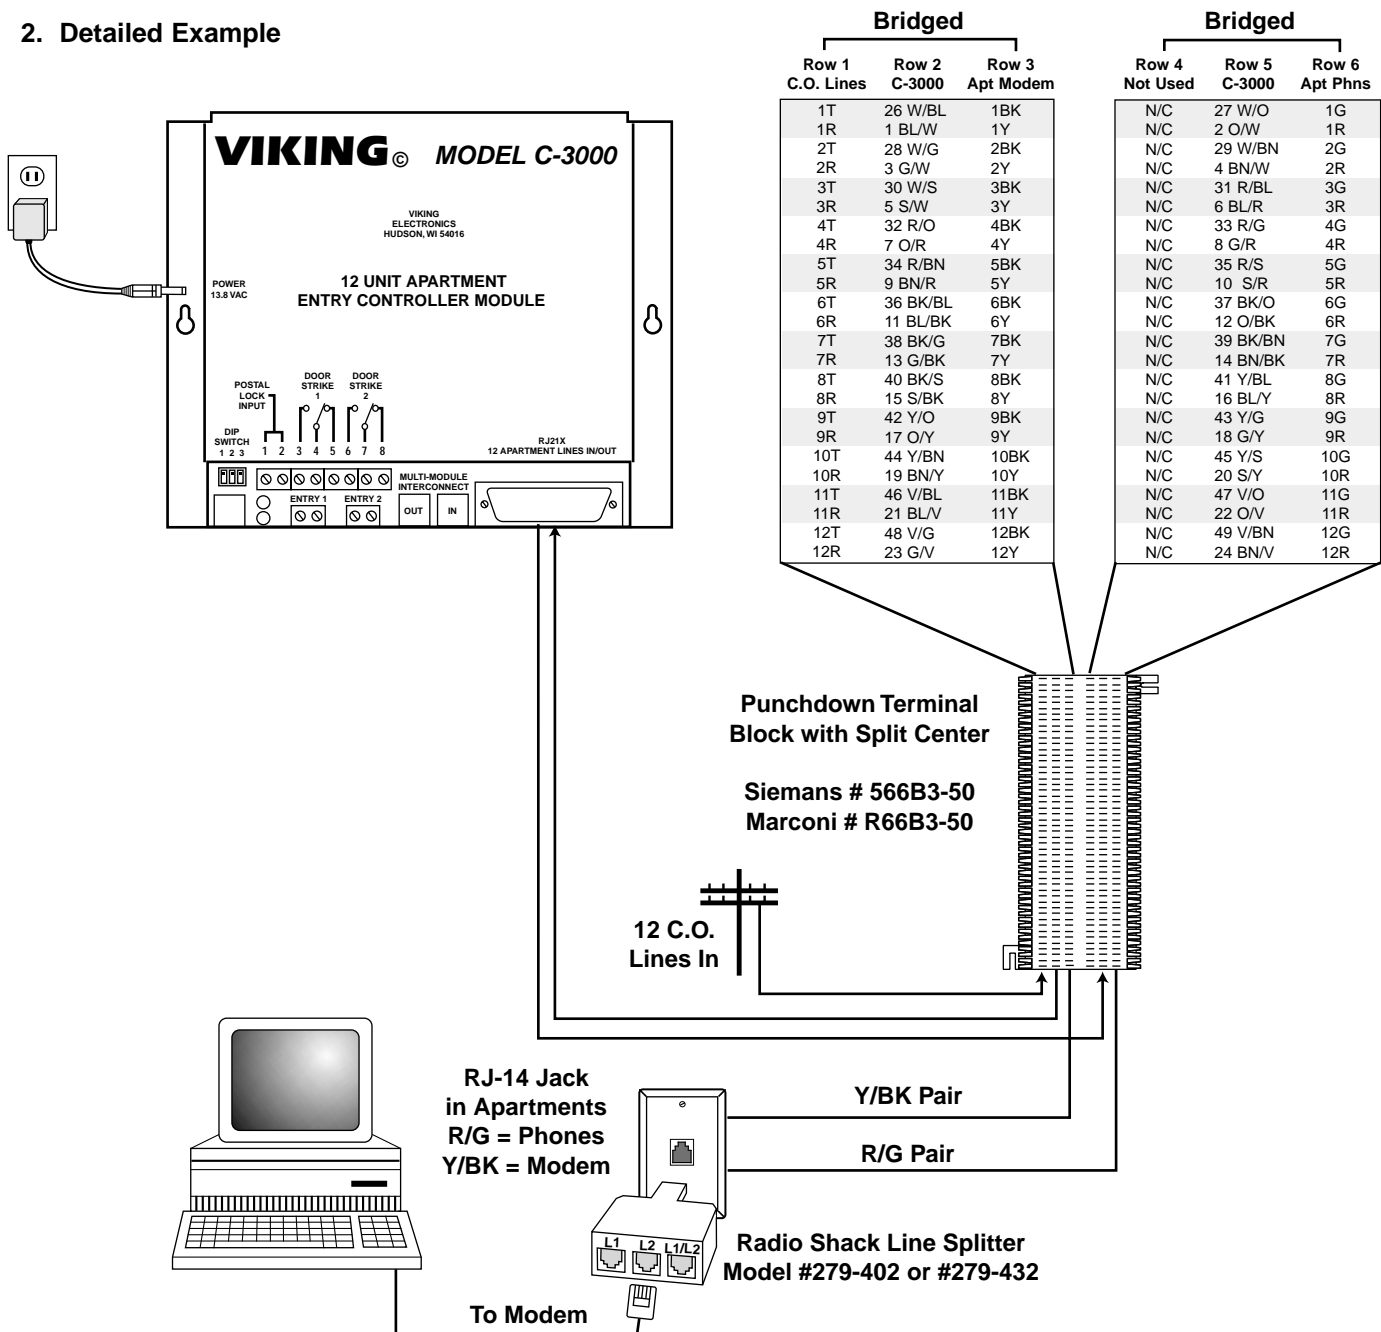 2. Detailed Example
Bridged
Bridged
Row 1 Row 2 Row 3
C.O. Lines C-3000 Apt Modem
1T 26 W/BL 1BK
1R 1 BL/W 1Y
2T 28 W/G 2BK
2R 3 G/W 2Y
3T 30 W/S 3BK
3R 5 S/W 3Y
4T 32 R/O 4BK
4R 7 O/R 4Y
5T 34 R/BN 5BK
5R 9 BN/R 5Y
6T 36 BK/BL 6BK
6R 11 BL/BK 6Y
7T 38 BK/G 7BK
7R 13 G/BK 7Y
8T 40 BK/S 8BK
8R 15 S/BK 8Y
9T 42 Y/O 9BK
9R 17 O/Y 9Y
10T 44 Y/BN 10BK
10R 19 BN/Y 10Y
11T 46 V/BL 11BK
11R 21 BL/V 11Y
12T 48 V/G 12BK
12R 23 G/V 12Y
Row 4 Row 5 Row 6
Not Used C-3000 Apt Phns
N/C 27 W/O 1G
N/C 2 O/W 1R
N/C 29 W/BN 2G
N/C 4 BN/W 2R
N/C 31 R/BL 3G
N/C 6 BL/R 3R
N/C 33 R/G 4G
N/C 8 G/R 4R
N/C 35 R/S 5G
N/C 10 S/R 5R
N/C 37 BK/O 6G
N/C 12 O/BK 6R
N/C 39 BK/BN 7G
N/C 14 BN/BK 7R
N/C 41 Y/BL 8G
N/C 16 BL/Y 8R
N/C 43 Y/G 9G
N/C 18 G/Y 9R
N/C 45 Y/S 10G
N/C 20 S/Y 10R
N/C 47 V/O 11G
N/C 22 O/V 11R
N/C 49 V/BN 12G
N/C 24 BN/V 12R
VIKING© MODEL C-3000
VIKING
ELECTRONICS
HUDSON, WI 54016
12 UNIT APARTMENT
ENTRY CONTROLLER MODULE
POWER
13.8 VAC
POSTAL
LOCK
INPUT
DOOR
STRIKE
1
DOOR
STRIKE
2
DIP
SWITCH
1 2 3
1 2 3 4 5 6 7 8
RJ21X
12 APARTMENT LINES IN/OUT
MULTI-MODULE
INTERCONNECT
ENTRY 1
ENTRY 2
OUT
IN
Punchdown Terminal
Block with Split Center
Siemans # 566B3-50
Marconi # R66B3-50
12 C.O.
Lines In
RJ-14 Jack
in Apartments
R/G = Phones
Y/BK = Modem
Y/BK Pair
R/G Pair
L1 L2 L1/L2
Radio Shack Line Splitter
Model #279-402 or #279-432
To Modem